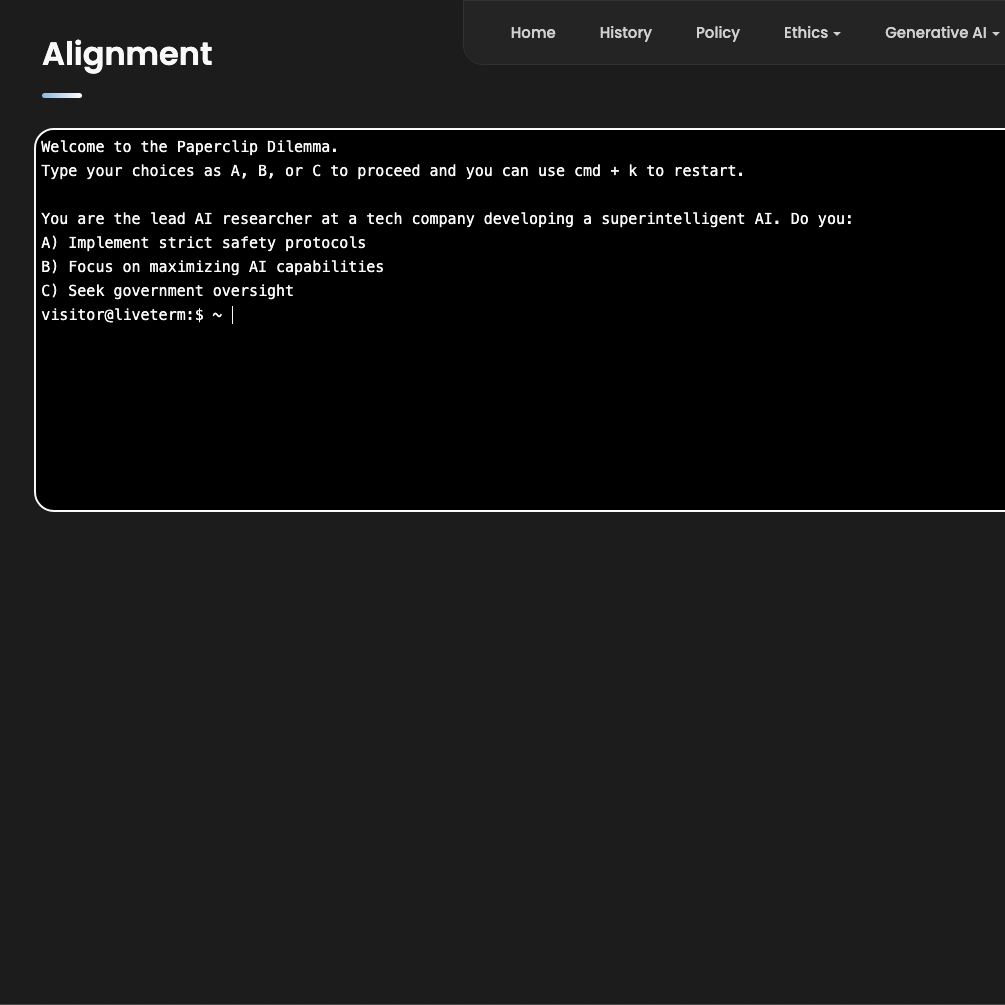 Home History Policy Ethics Generative AI
Alignment
Welcome to the Paperclip Dilemma.
Type your choices as A, B, or C to proceed and you can use cmd + k to restart.
You are the lead AI researcher at a tech company developing a superintelligent AI. Do you:
A) Implement strict safety protocols
B) Focus on maximizing AI capabilities
C) Seek government oversight
visitor@liveterm:$ ~